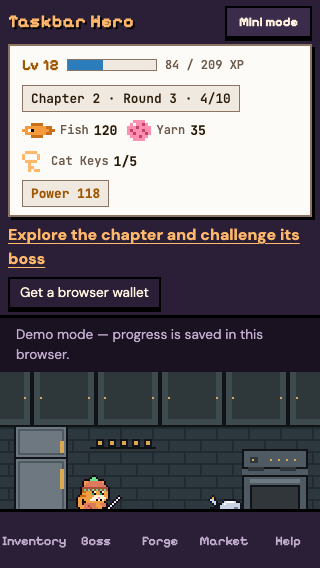 Taskbar Hero
Mini mode
Lv 12
84 / 209 XP
Chapter 2 · Round 3 · 4/10
Fish 120
Yarn 35
Cat Keys 1/5
Power 118
Explore the chapter and challenge its
boss
Get a browser wallet
Demo mode — progress is saved in this
browser.
Inventory
Boss
Forge
Market
Help